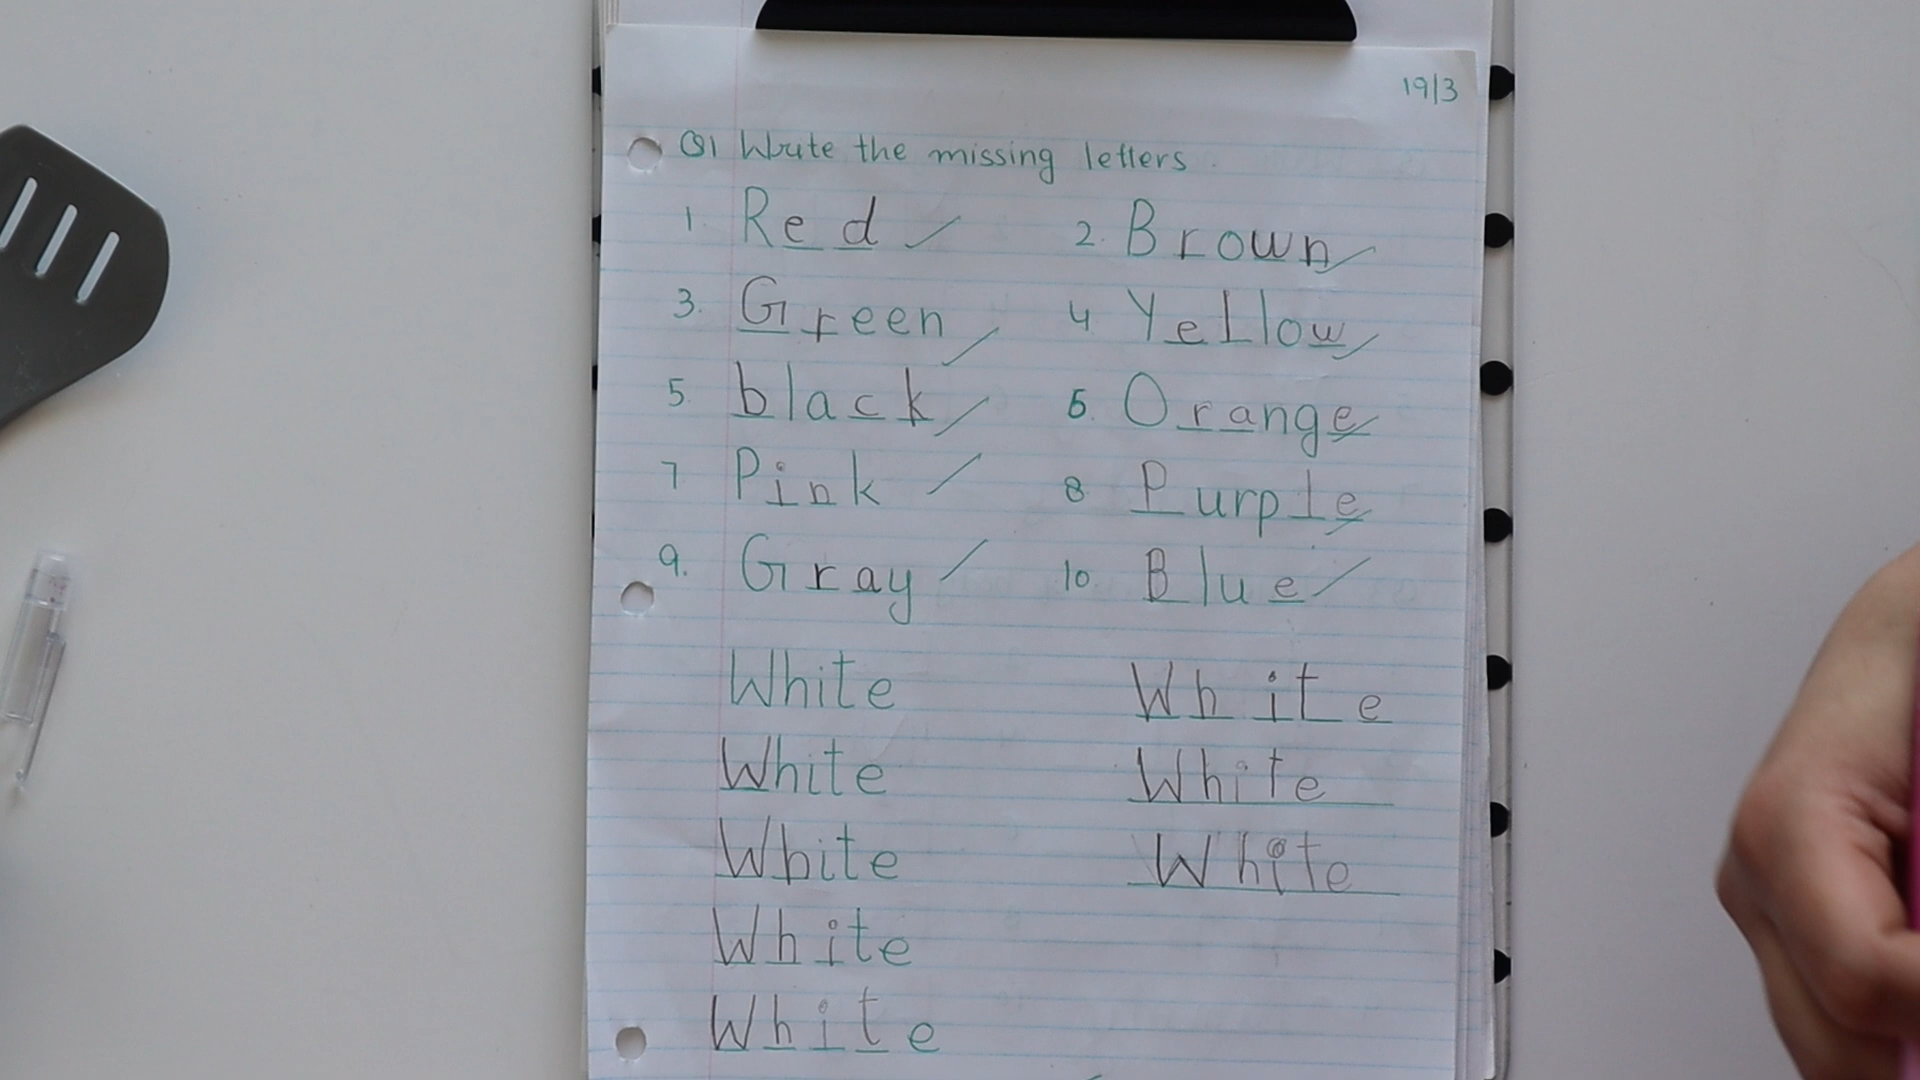 19/3
Q1 Write the missing letters.
1. Red 2. Brown
3. Green 4 Yellow
5. black 6. Orange
7 Pink 8. Purple
9. Gray 10. Blue
White White
White White
White White
White
White